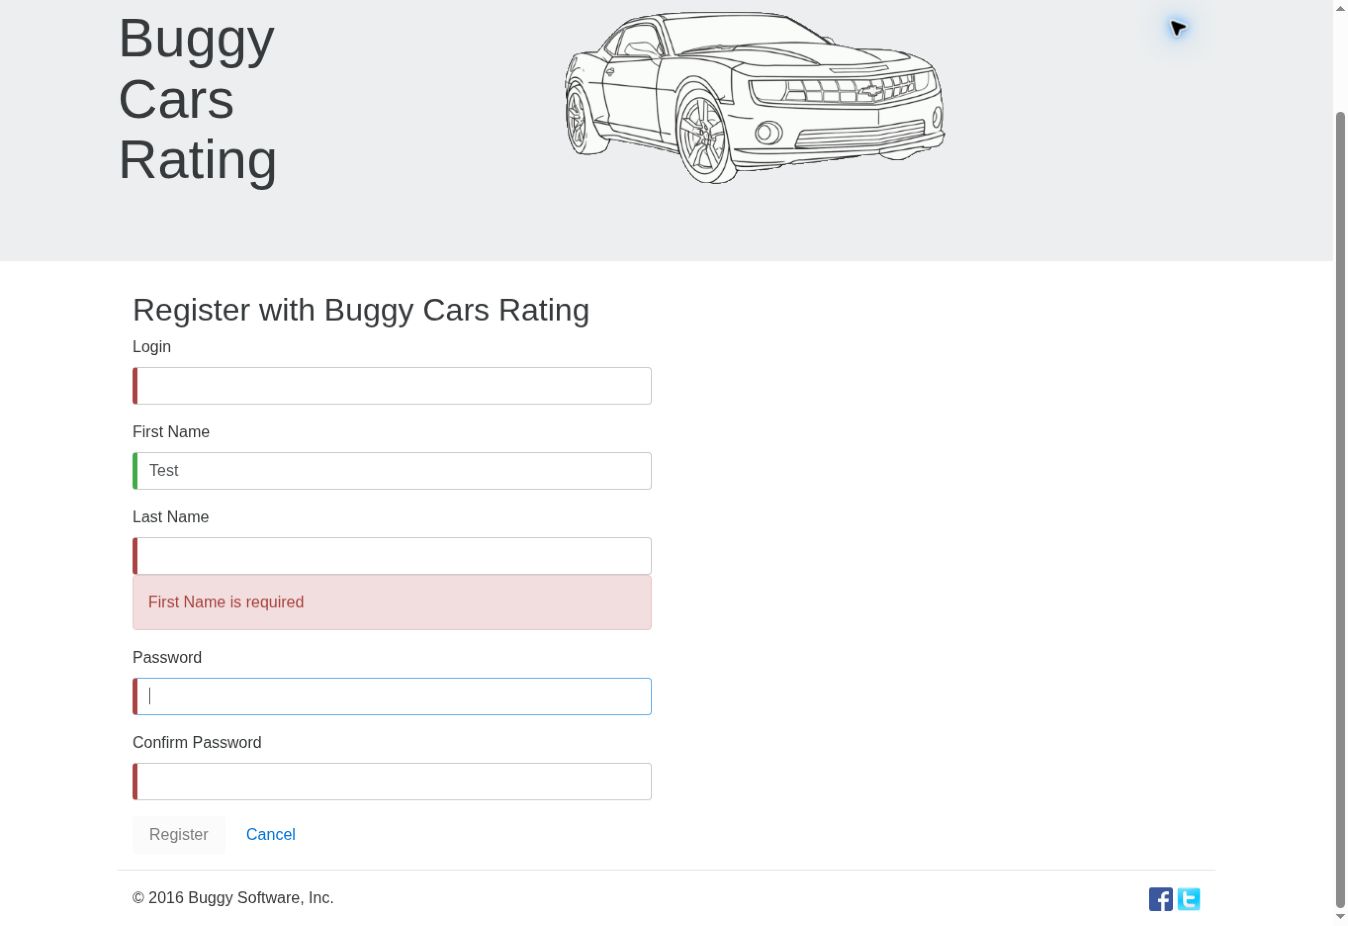 Buggy
Cars
Rating
Register with Buggy Cars Rating
Login
First Name
Test
Last Name
First Name is required
Password
Confirm Password
Register Cancel
© 2016 Buggy Software, Inc.